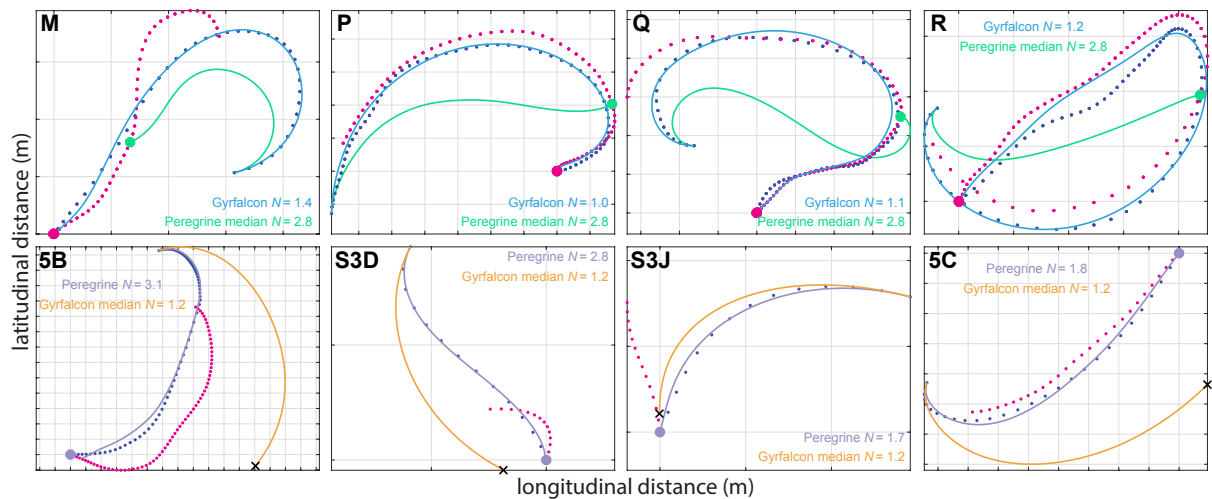 M
Gyrfalcon N = 1.4
Peregrine median N = 2.8
P
Gyrfalcon N = 1.0
Peregrine median N = 2.8
Q
Gyrfalcon N = 1.1
Peregrine median N = 2.8
R
Gyrfalcon N = 1.2
Peregrine median N = 2.8
latitudinal distance (m)
5B
Peregrine N = 3.1
Gyrfalcon median N = 1.2
S3D
Peregrine N = 2.8
Gyrfalcon median N = 1.2
S3J
Peregrine N = 1.7
Gyrfalcon median N = 1.2
5C
Peregrine N = 1.8
Gyrfalcon median N = 1.2
longitudinal distance (m)